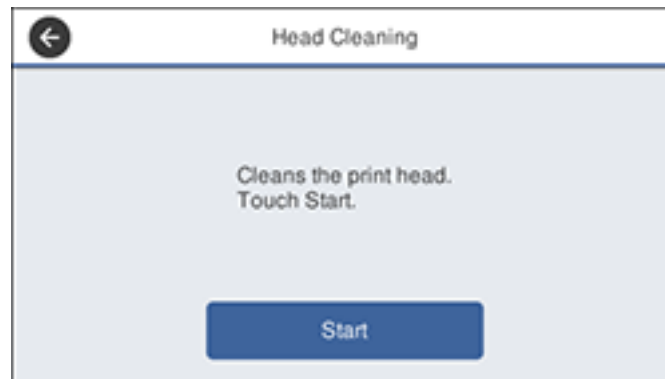 Head Cleaning
Cleans the print head.
Touch Start.
Start